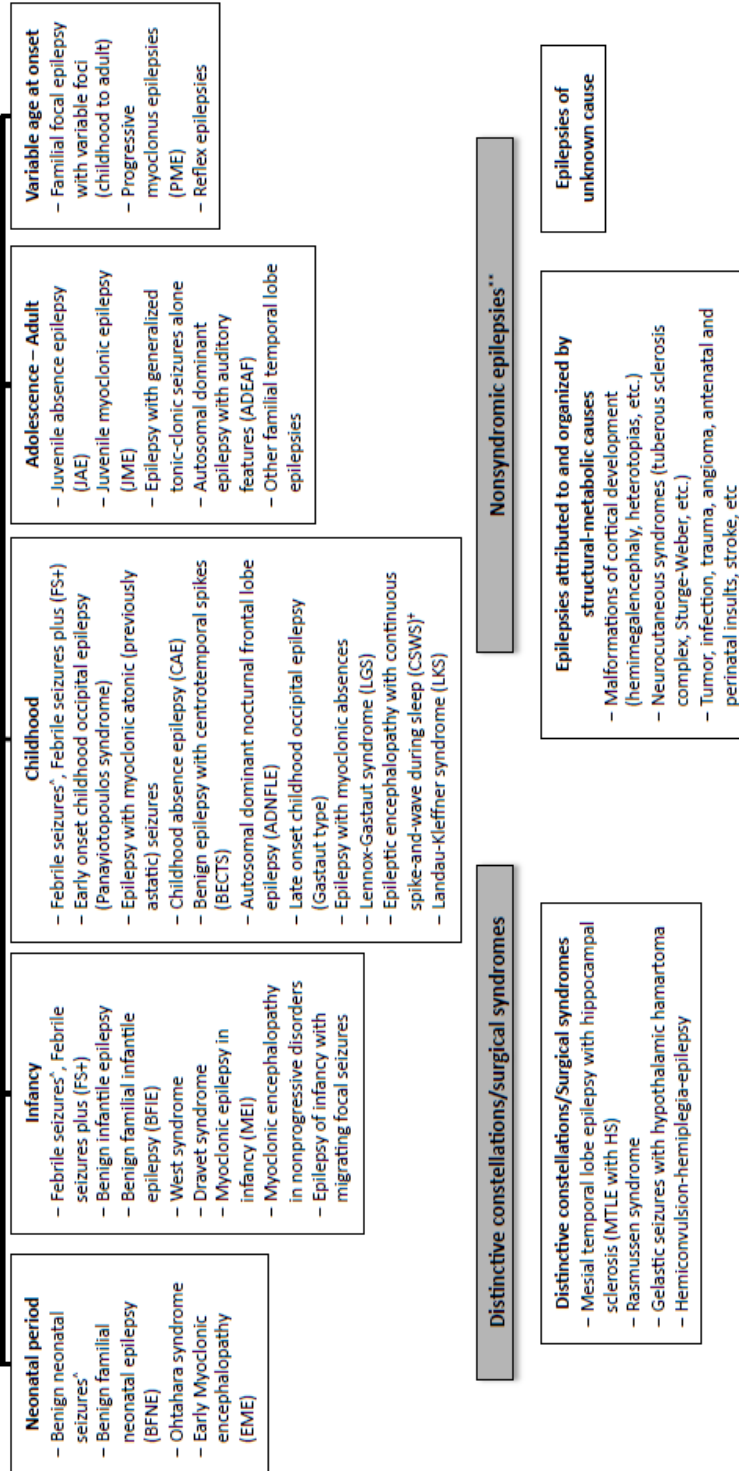 Neonatal period
– Benign neonatal
seizures^
– Benign familial
neonatal epilepsy
(BFNE)
– Ohtahara syndrome
– Early Myoclonic
encephalopathy
(EME)
Infancy
– Febrile seizures^, Febrile
seizures plus (FS+)
– Benign infantile epilepsy
– Benign familial infantile
epilepsy (BFIE)
– West syndrome
– Dravet syndrome
– Myoclonic epilepsy in
infancy (MEI)
– Myoclonic encephalopathy
in nonprogressive disorders
– Epilepsy of infancy with
migrating focal seizures
Childhood
– Febrile seizures^, Febrile seizures plus (FS+)
– Early onset childhood occipital epilepsy
(Panayiotopoulos syndrome)
– Epilepsy with myoclonic atonic (previously
astatic) seizures
– Childhood absence epilepsy (CAE)
– Benign epilepsy with centrotemporal spikes
(BECTS)
– Autosomal dominant nocturnal frontal lobe
epilepsy (ADNFLE)
– Late onset childhood occipital epilepsy
(Gastaut type)
– Epilepsy with myoclonic absences
– Lennox-Gastaut syndrome (LGS)
– Epileptic encephalopathy with continuous
spike-and-wave during sleep (CSWS)†
– Landau-Kleffner syndrome (LKS)
Adolescence – Adult
– Juvenile absence epilepsy
(JAE)
– Juvenile myoclonic epilepsy
(JME)
– Epilepsy with generalized
tonic-clonic seizures alone
– Autosomal dominant
epilepsy with auditory
features (ADEAF)
– Other familial temporal lobe
epilepsies
Variable age at onset
– Familial focal epilepsy
with variable foci
(childhood to adult)
– Progressive
myoclonus epilepsies
(PME)
– Reflex epilepsies
Distinctive constellations/surgical syndromes
Distinctive constellations/Surgical syndromes
– Mesial temporal lobe epilepsy with hippocampal
sclerosis (MTLE with HS)
– Rasmussen syndrome
– Gelastic seizures with hypothalamic hamartoma
– Hemiconvulsion-hemiplegia-epilepsy
Nonsyndromic epilepsies**
Epilepsies attributed to and organized by
structural-metabolic causes
– Malformations of cortical development
(hemimegalencephaly, heterotopias, etc.)
– Neurocutaneous syndromes (tuberous sclerosis
complex, Sturge-Weber, etc.)
– Tumor, infection, trauma, angioma, antenatal and
perinatal insults, stroke, etc
Epilepsies of
unknown cause